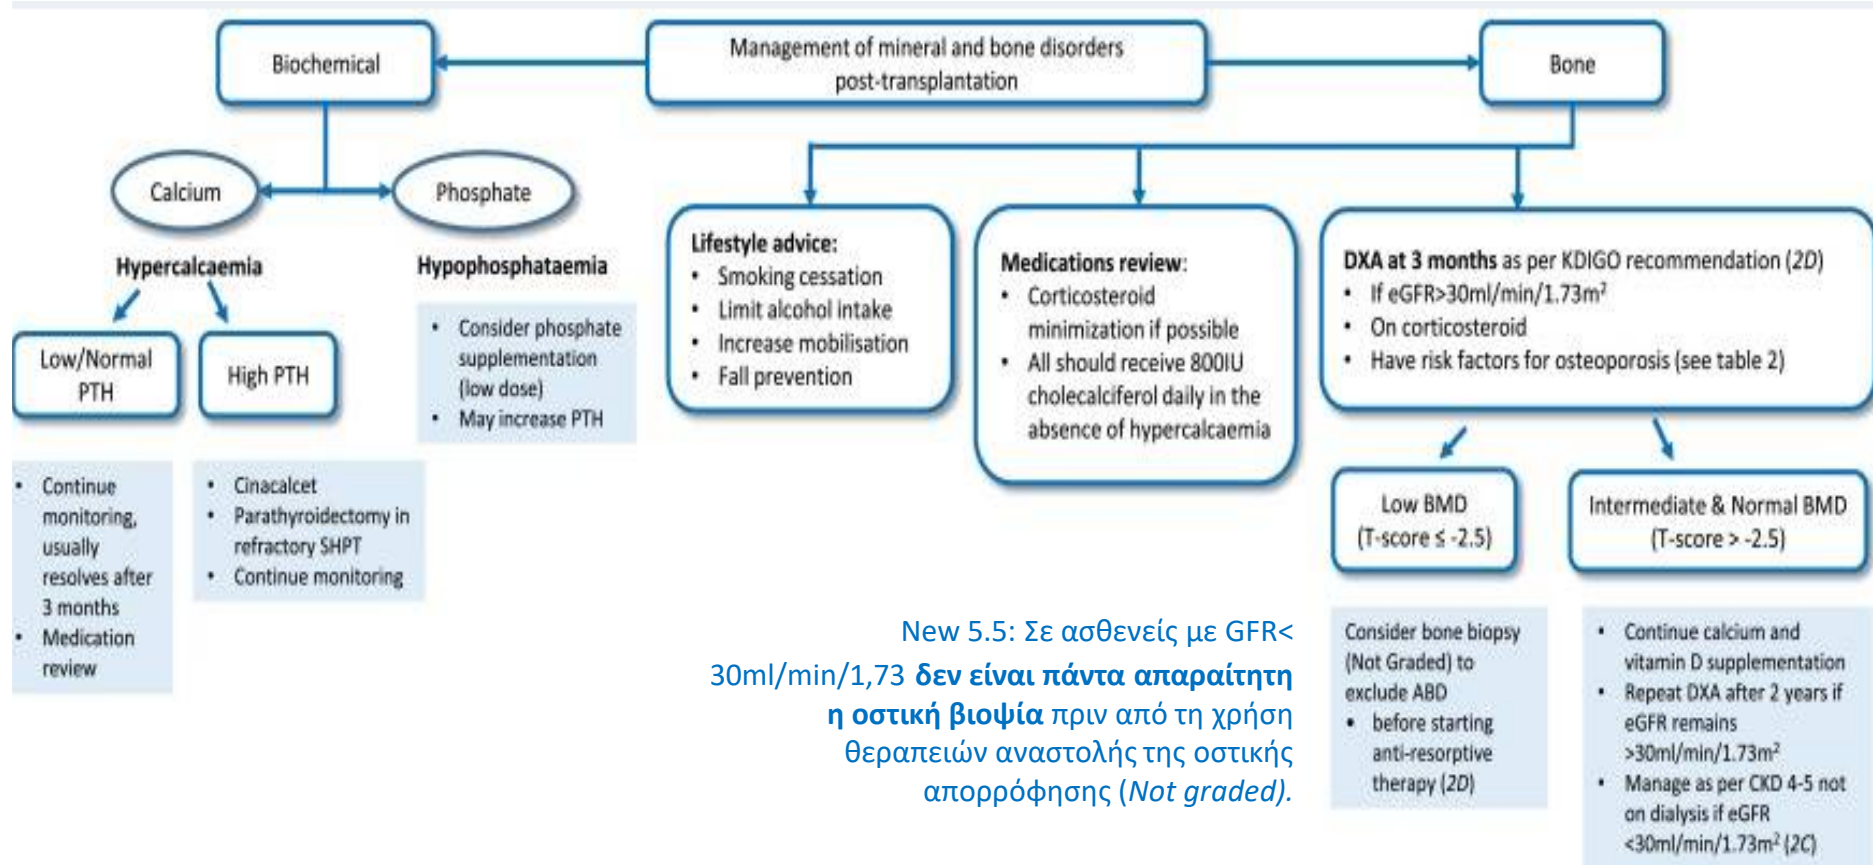 Management of mineral and bone disorders
post-transplantation
Biochemical
Bone
Calcium
Phosphate
Hypercalcaemia
Hypophosphataemia
Low/Normal
PTH
High PTH
• Consider phosphate
supplementation
(low dose)
• May increase PTH
• Continue
monitoring,
usually
resolves after
3 months
• Medication
review
• Cinacalcet
• Parathyroidectomy in
refractory SHPT
• Continue monitoring
Lifestyle advice:
• Smoking cessation
• Limit alcohol intake
• Increase mobilisation
• Fall prevention
Medications review:
• Corticosteroid
minimization if possible
• All should receive 800IU
cholecalciferol daily in the
absence of hypercalcaemia
DXA at 3 months as per KDIGO recommendation (2D)
• If eGFR>30ml/min/1.73m²
• On corticosteroid
• Have risk factors for osteoporosis (see table 2)
Low BMD
(T-score ≤ -2.5)
Intermediate & Normal BMD
(T-score > -2.5)
Consider bone biopsy
(Not Graded) to
exclude ABD
• before starting
anti-resorptive
therapy (2D)
• Continue calcium and
vitamin D supplementation
• Repeat DXA after 2 years if
eGFR remains
>30ml/min/1.73m²
• Manage as per CKD 4-5 not
on dialysis if eGFR
<30ml/min/1.73m² (2C)
New 5.5: Σε ασθενείς με GFR<
30ml/min/1,73 δεν είναι πάντα απαραίτητη
η οστική βιοψία πριν από τη χρήση
θεραπειών αναστολής της οστικής
απορρόφησης (Not graded).